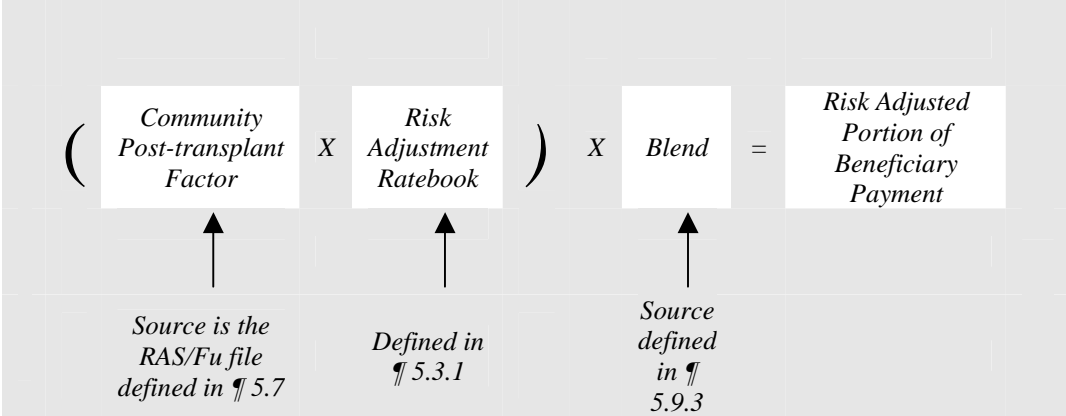 (
Community
Post-transplant
Factor
X
Risk
Adjustment
Ratebook
)
X
Blend
=
Risk Adjusted
Portion of
Beneficiary
Payment
Source is the
RAS/Fu file
defined in ¶ 5.7
Defined in
¶ 5.3.1
Source
defined
in ¶
5.9.3